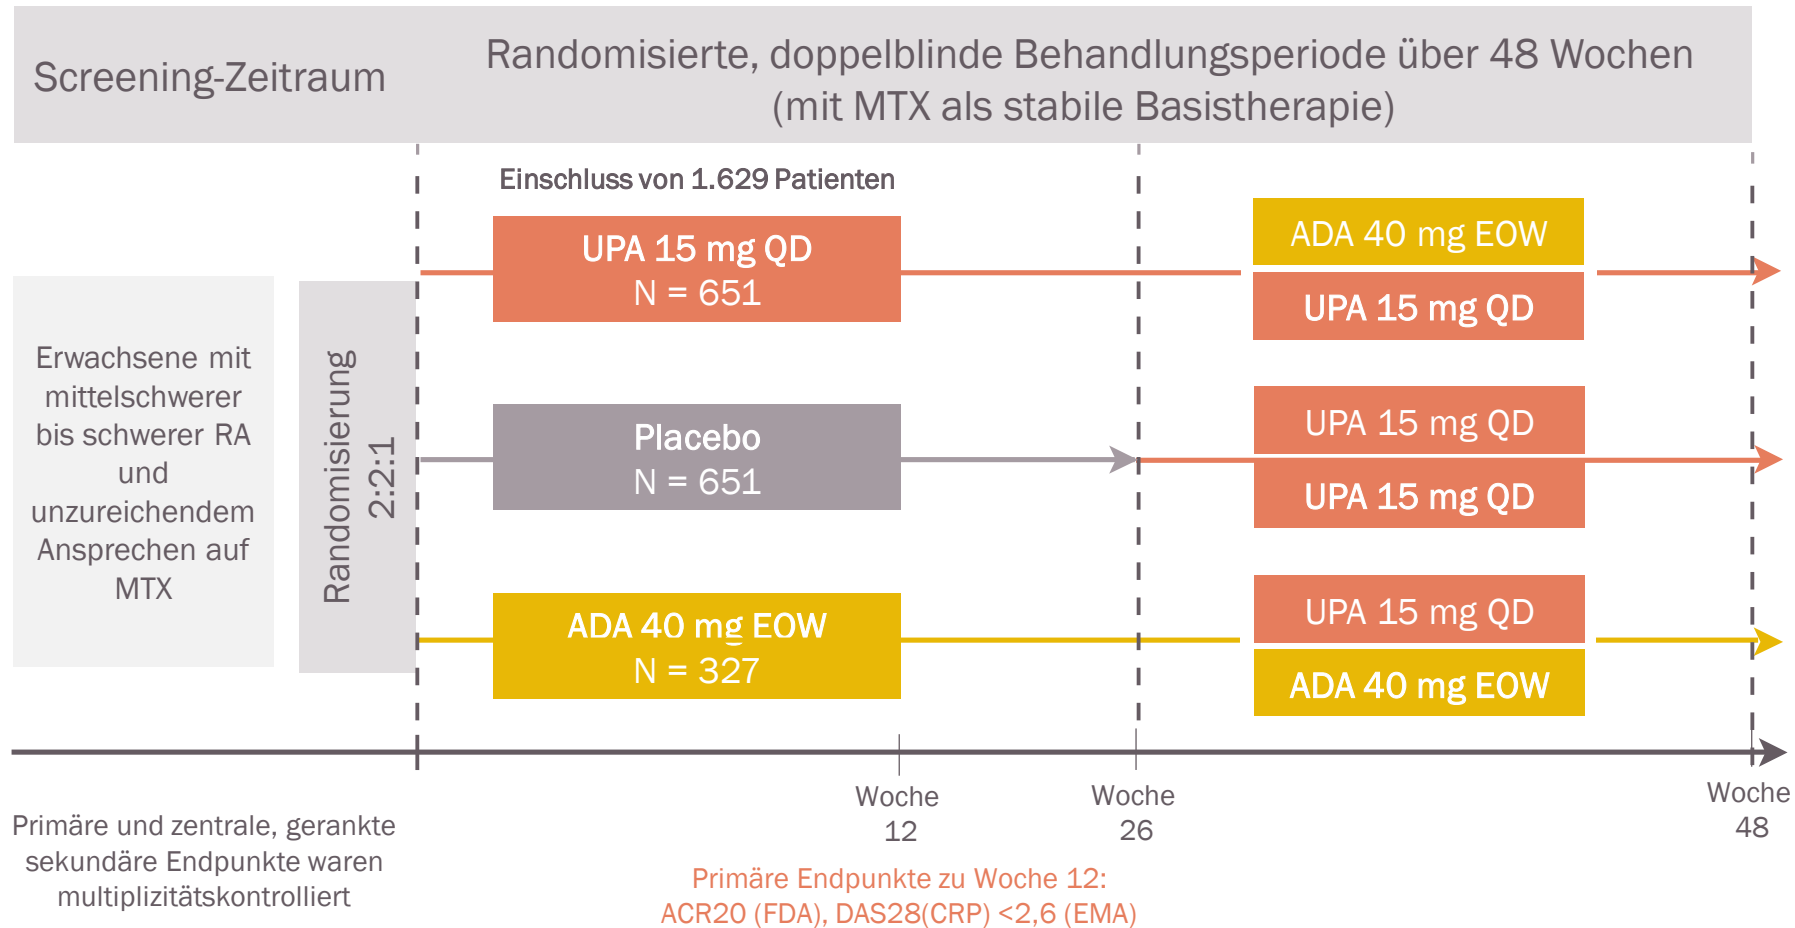 Screening-Zeitraum
Randomisierte, doppelblinde Behandlungsperiode über 48 Wochen
(mit MTX als stabile Basistherapie)
Einschluss von 1.629 Patienten
Erwachsene mit
mittelschwerer
bis schwerer RA
und
unzureichendem
Ansprechen auf
MTX
Randomisierung
2:2:1
UPA 15 mg QD
N = 651
ADA 40 mg EOW
UPA 15 mg QD
Placebo
N = 651
UPA 15 mg QD
UPA 15 mg QD
ADA 40 mg EOW
N = 327
UPA 15 mg QD
ADA 40 mg EOW
Woche
12
Woche
26
Woche
48
Primäre und zentrale, gerankte
sekundäre Endpunkte waren
multiplizitätskontrolliert
Primäre Endpunkte zu Woche 12:
ACR20 (FDA), DAS28(CRP) <2,6 (EMA)